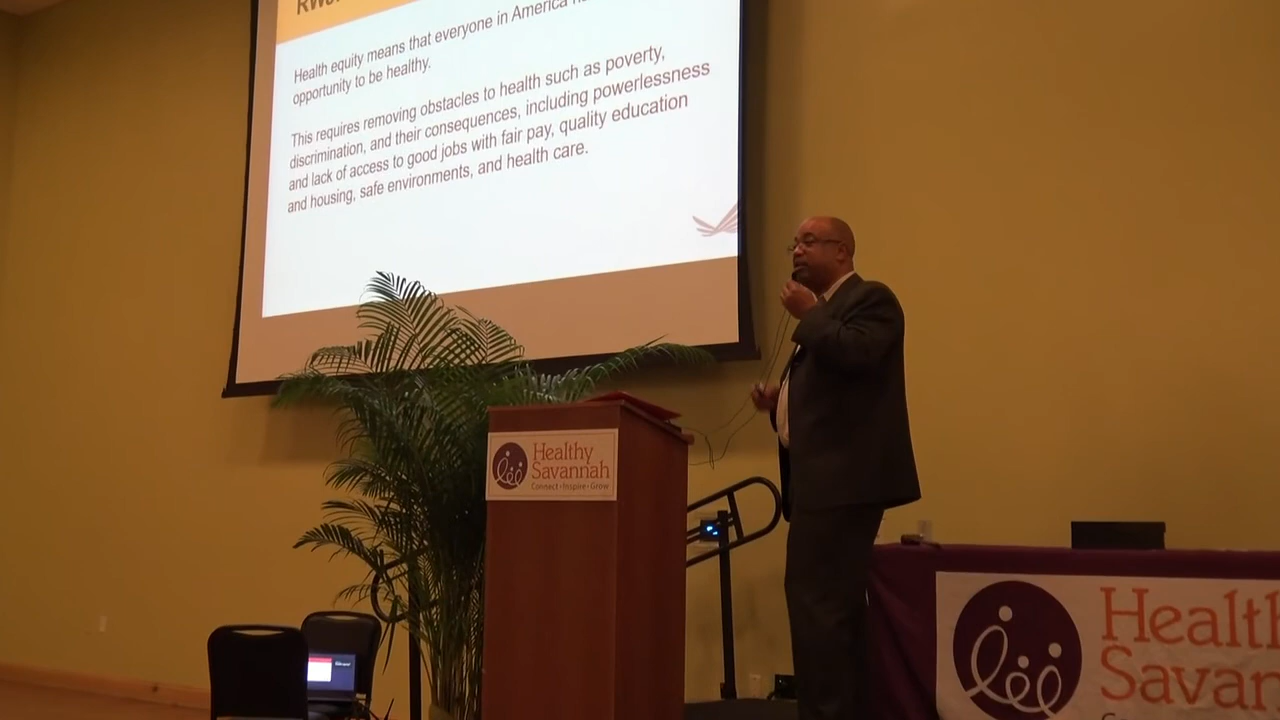 Health equity means that everyone in America
opportunity to be healthy.
This requires removing obstacles to health such as poverty,
discrimination, and their consequences, including powerlessness
and lack of access to good jobs with fair pay, quality education
and housing, safe environments, and health care.
Healthy
Savannah
Connect • Inspire • Grow
Healt
Savan